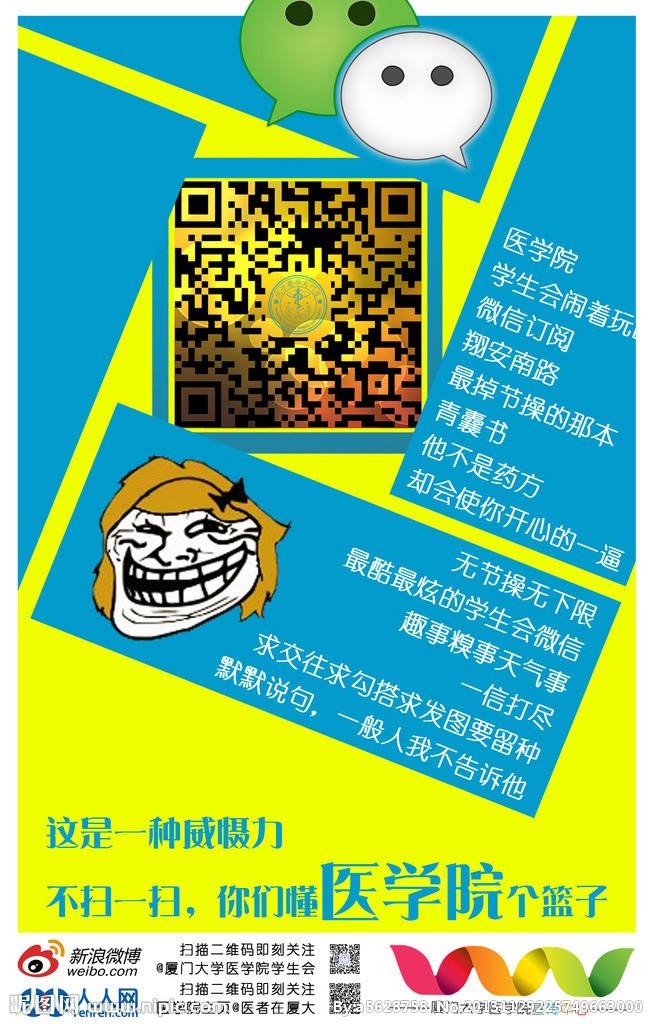 医学院
学生会闹着玩
微信订阅
翔安南路
最掉节操的那本
青囊书
他不是药方
却会使你开心的一逼
无节操无下限
最酷最炫的学生会微信
趣事糗事天气事
一信打尽
求交往求勾搭求发图要留种
默默说句，一般人我不告诉他
这是一种威慑力
不扫一扫，你们懂医学院个篮子
新浪微博
weibo.com
扫描二维码即刻关注
@厦门大学医学院学生会
人人网
renren.com
扫描二维码即刻关注
@医者在厦大
昵图网 www.nipic.com
By:a5628758